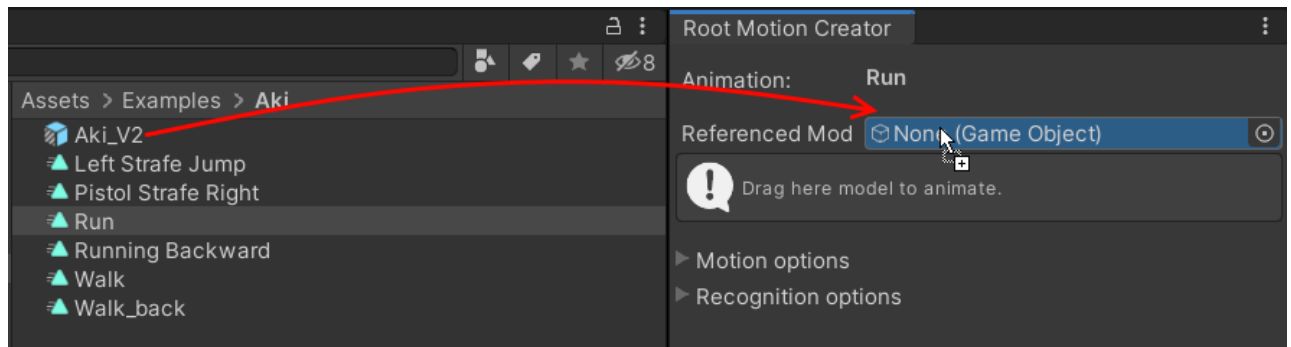 8
Assets > Examples > Aki
Aki_V2
Left Strafe Jump
Pistol Strafe Right
Run
Running Backward
Walk
Walk_back
Root Motion Creator
Animation: Run
Referenced Mod None (Game Object)
Drag here model to animate.
Motion options
Recognition options